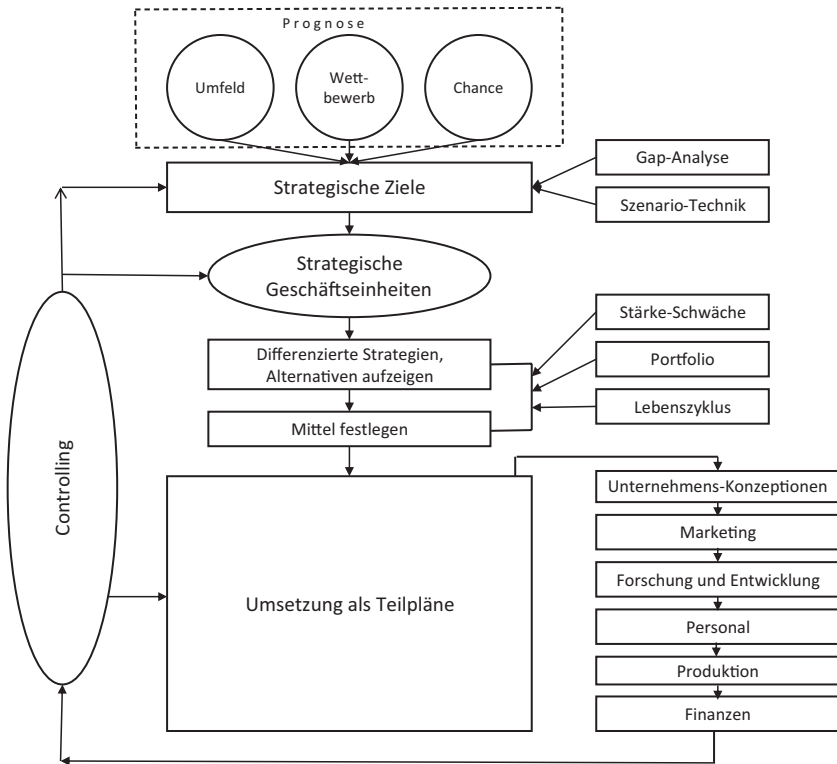 Prognose
Umfeld
Wett-
bewerb
Chance
Strategische Ziele
Gap-Analyse
Szenario-Technik
Strategische
Geschäftseinheiten
Differenzierte Strategien,
Alternativen aufzeigen
Mittel festlegen
Stärke-Schwäche
Portfolio
Lebenszyklus
Controlling
Umsetzung als Teilpläne
Unternehmens-Konzeptionen
Marketing
Forschung und Entwicklung
Personal
Produktion
Finanzen